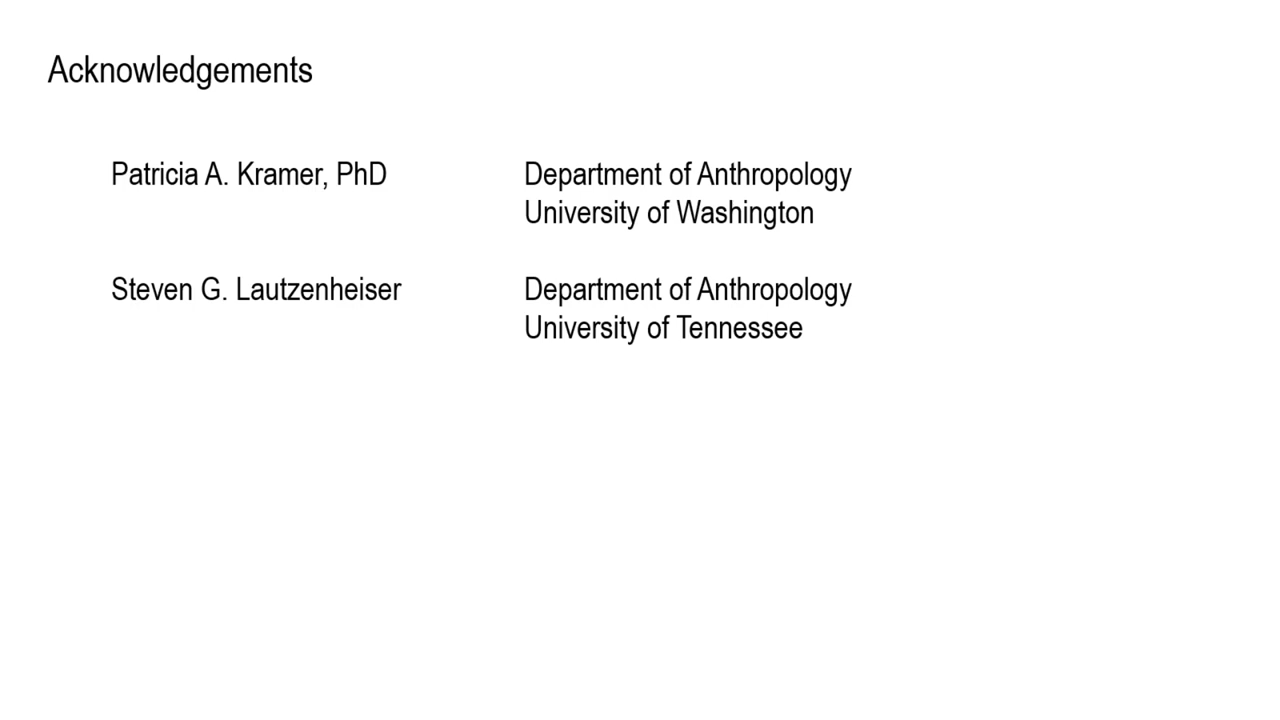 Acknowledgements
Patricia A. Kramer, PhD
Department of Anthropology
University of Washington
Steven G. Lautzenheiser
Department of Anthropology
University of Tennessee